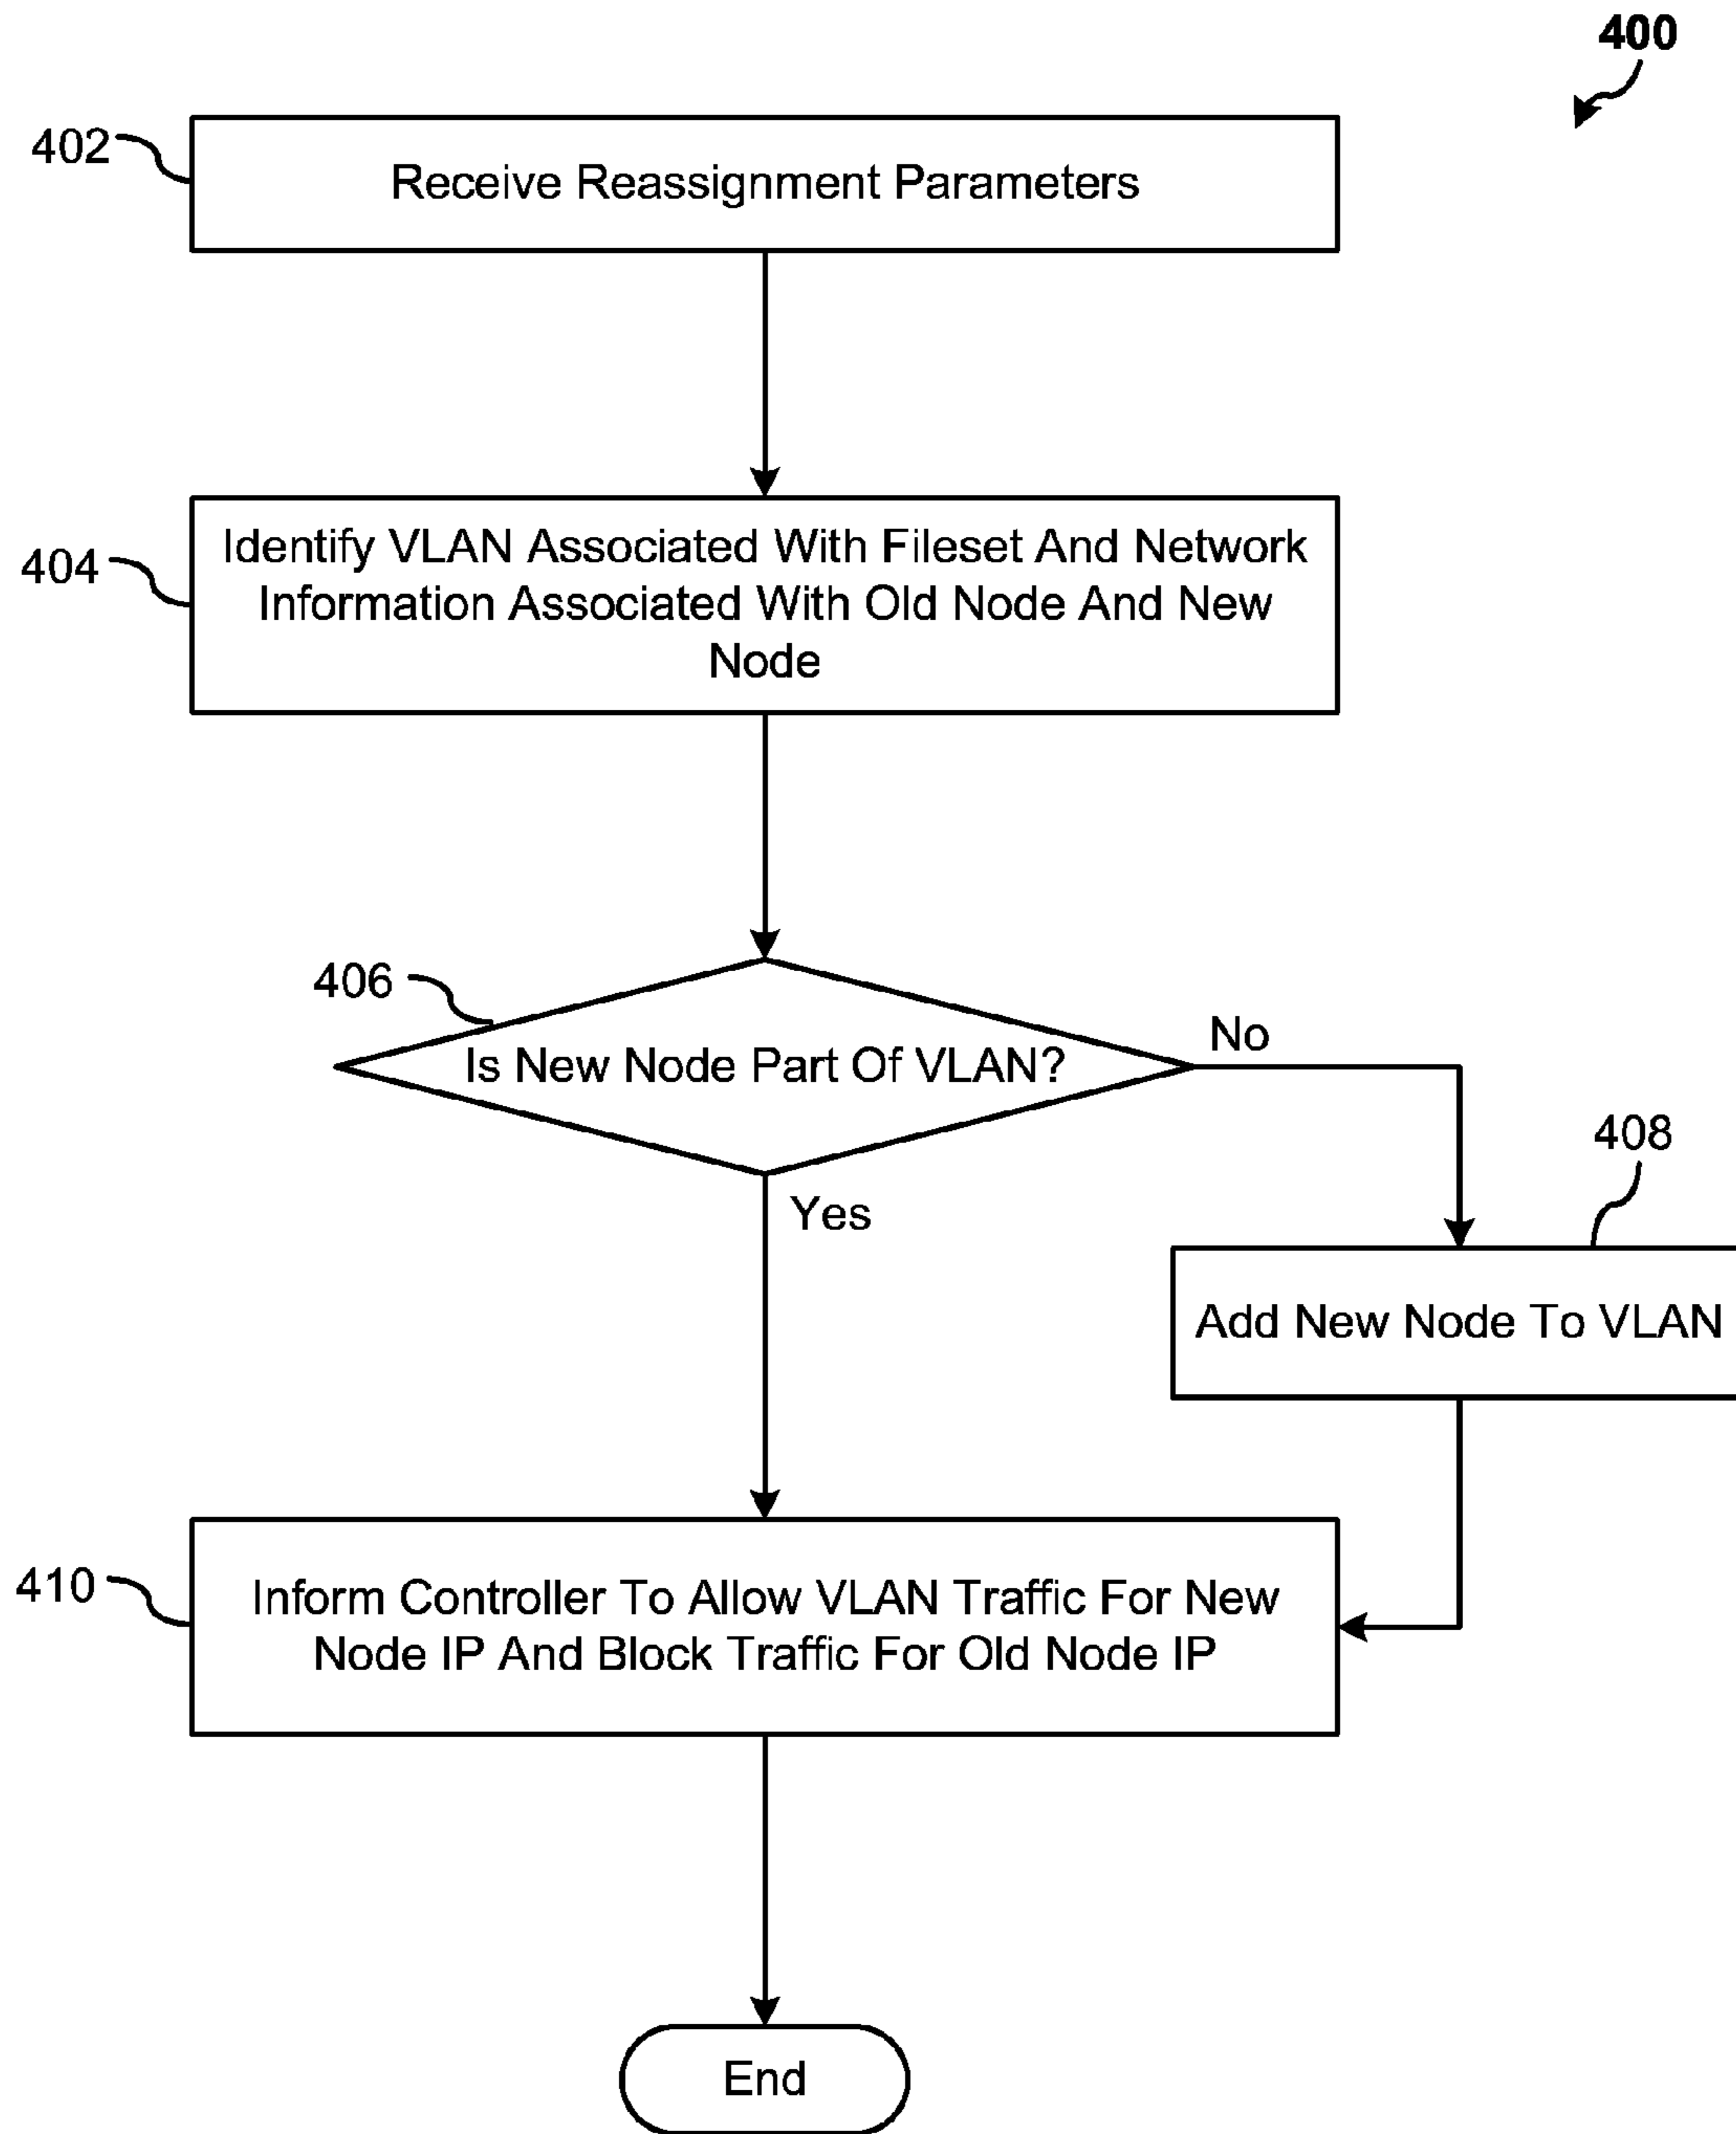 400
402
Receive Reassignment Parameters
404
Identify VLAN Associated With Fileset And Network
Information Associated With Old Node And New
Node
406
Is New Node Part Of VLAN?
No
Yes
408
Add New Node To VLAN
410
Inform Controller To Allow VLAN Traffic For New
Node IP And Block Traffic For Old Node IP
End